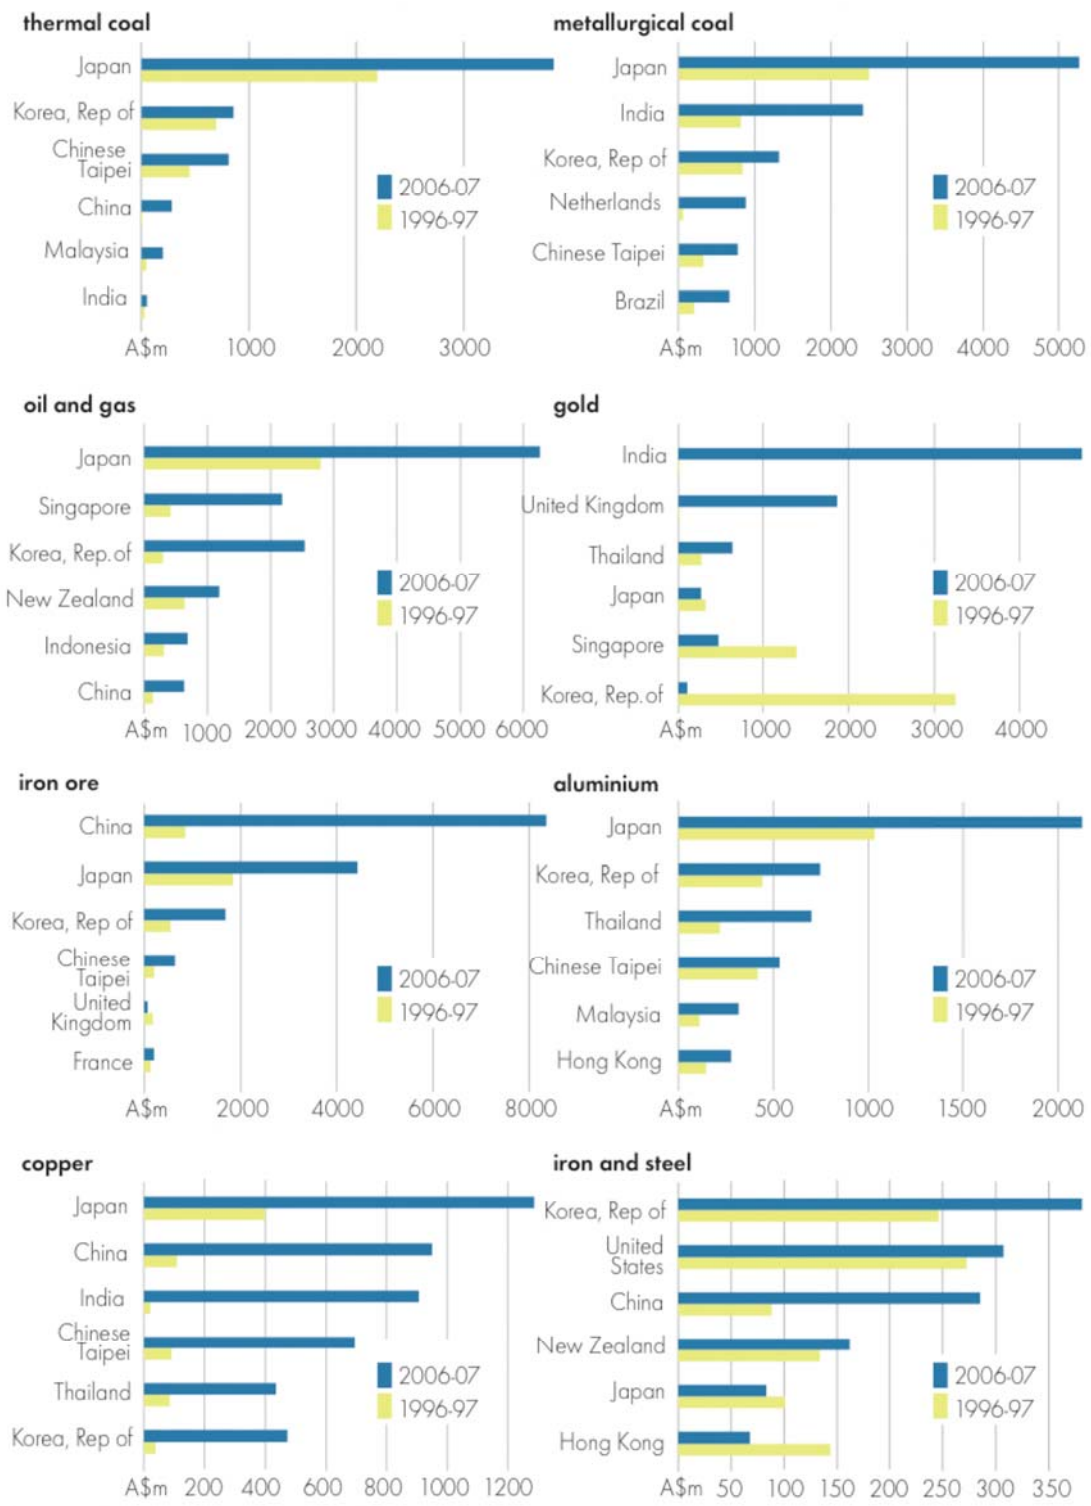 thermal coal
Japan
Korea, Rep of
Chinese
Taipei
China
Malaysia
India
2006-07
1996-97
A$m 1000 2000 3000
metallurgical coal
Japan
India
Korea, Rep of
Netherlands
Chinese Taipei
Brazil
2006-07
1996-97
A$m 1000 2000 3000 4000 5000
oil and gas
Japan
Singapore
Korea, Rep.of
New Zealand
Indonesia
China
2006-07
1996-97
A$m 1000 2000 3000 4000 5000 6000
gold
India
United Kingdom
Thailand
Japan
Singapore
Korea, Rep.of
2006-07
1996-97
A$m 1000 2000 3000 4000
iron ore
China
Japan
Korea, Rep of
Chinese
Taipei
United
Kingdom
France
2006-07
1996-97
A$m 2000 4000 6000 8000
aluminium
Japan
Korea, Rep of
Thailand
Chinese Taipei
Malaysia
Hong Kong
2006-07
1996-97
A$m 500 1000 1500 2000
copper
Japan
China
India
Chinese
Taipei
Thailand
Korea, Rep of
2006-07
1996-97
A$m 200 400 600 800 1000 1200
iron and steel
Korea, Rep of
United
States
China
New Zealand
Japan
Hong Kong
2006-07
1996-97
A$m 50 100 150 200 250 300 350